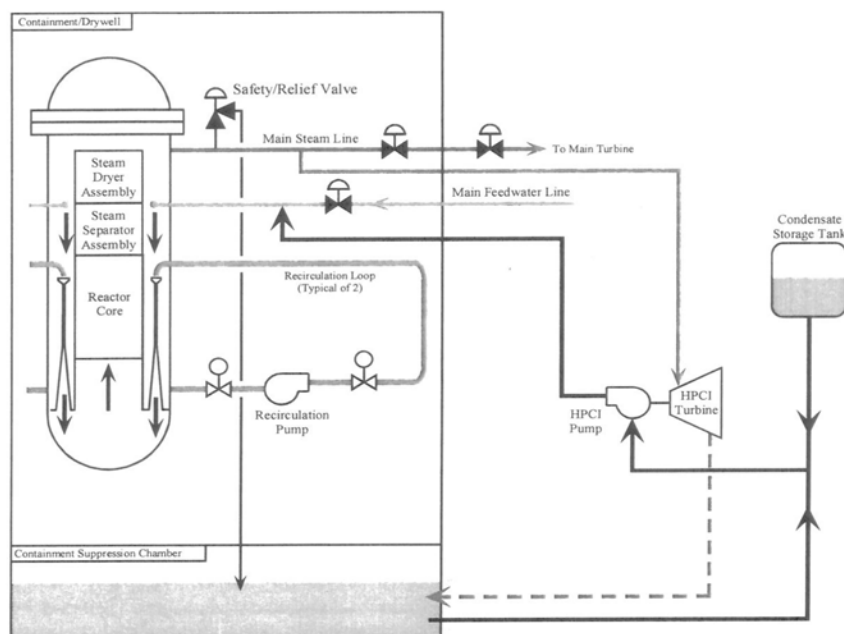 Containment/Drywell
Safety/Relief Valve
Main Steam Line
To Main Turbine
Steam
Dryer
Assembly
Main Feedwater Line
Steam
Separator
Assembly
Condensate
Storage Tank
Recirculation Loop
(Typical of 2)
Reactor
Core
HPCI
Turbine
HPCI
Pump
Recirculation
Pump
Containment Suppression Chamber